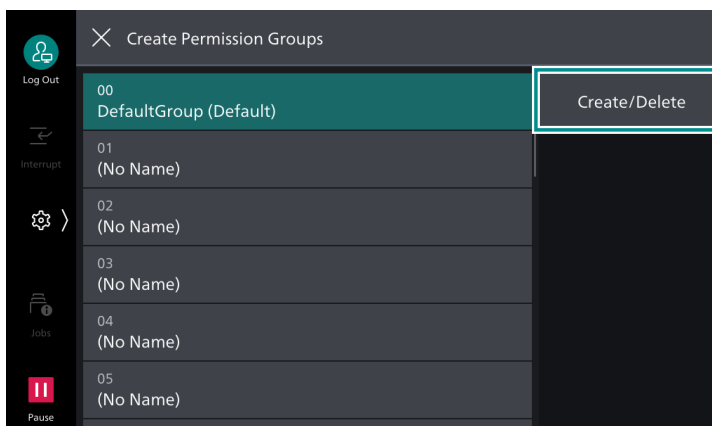 Create Permission Groups
Log Out
00
DefaultGroup (Default)
Create/Delete
01
(No Name)
Interrupt
02
(No Name)
03
(No Name)
04
(No Name)
Jobs
05
(No Name)
Pause